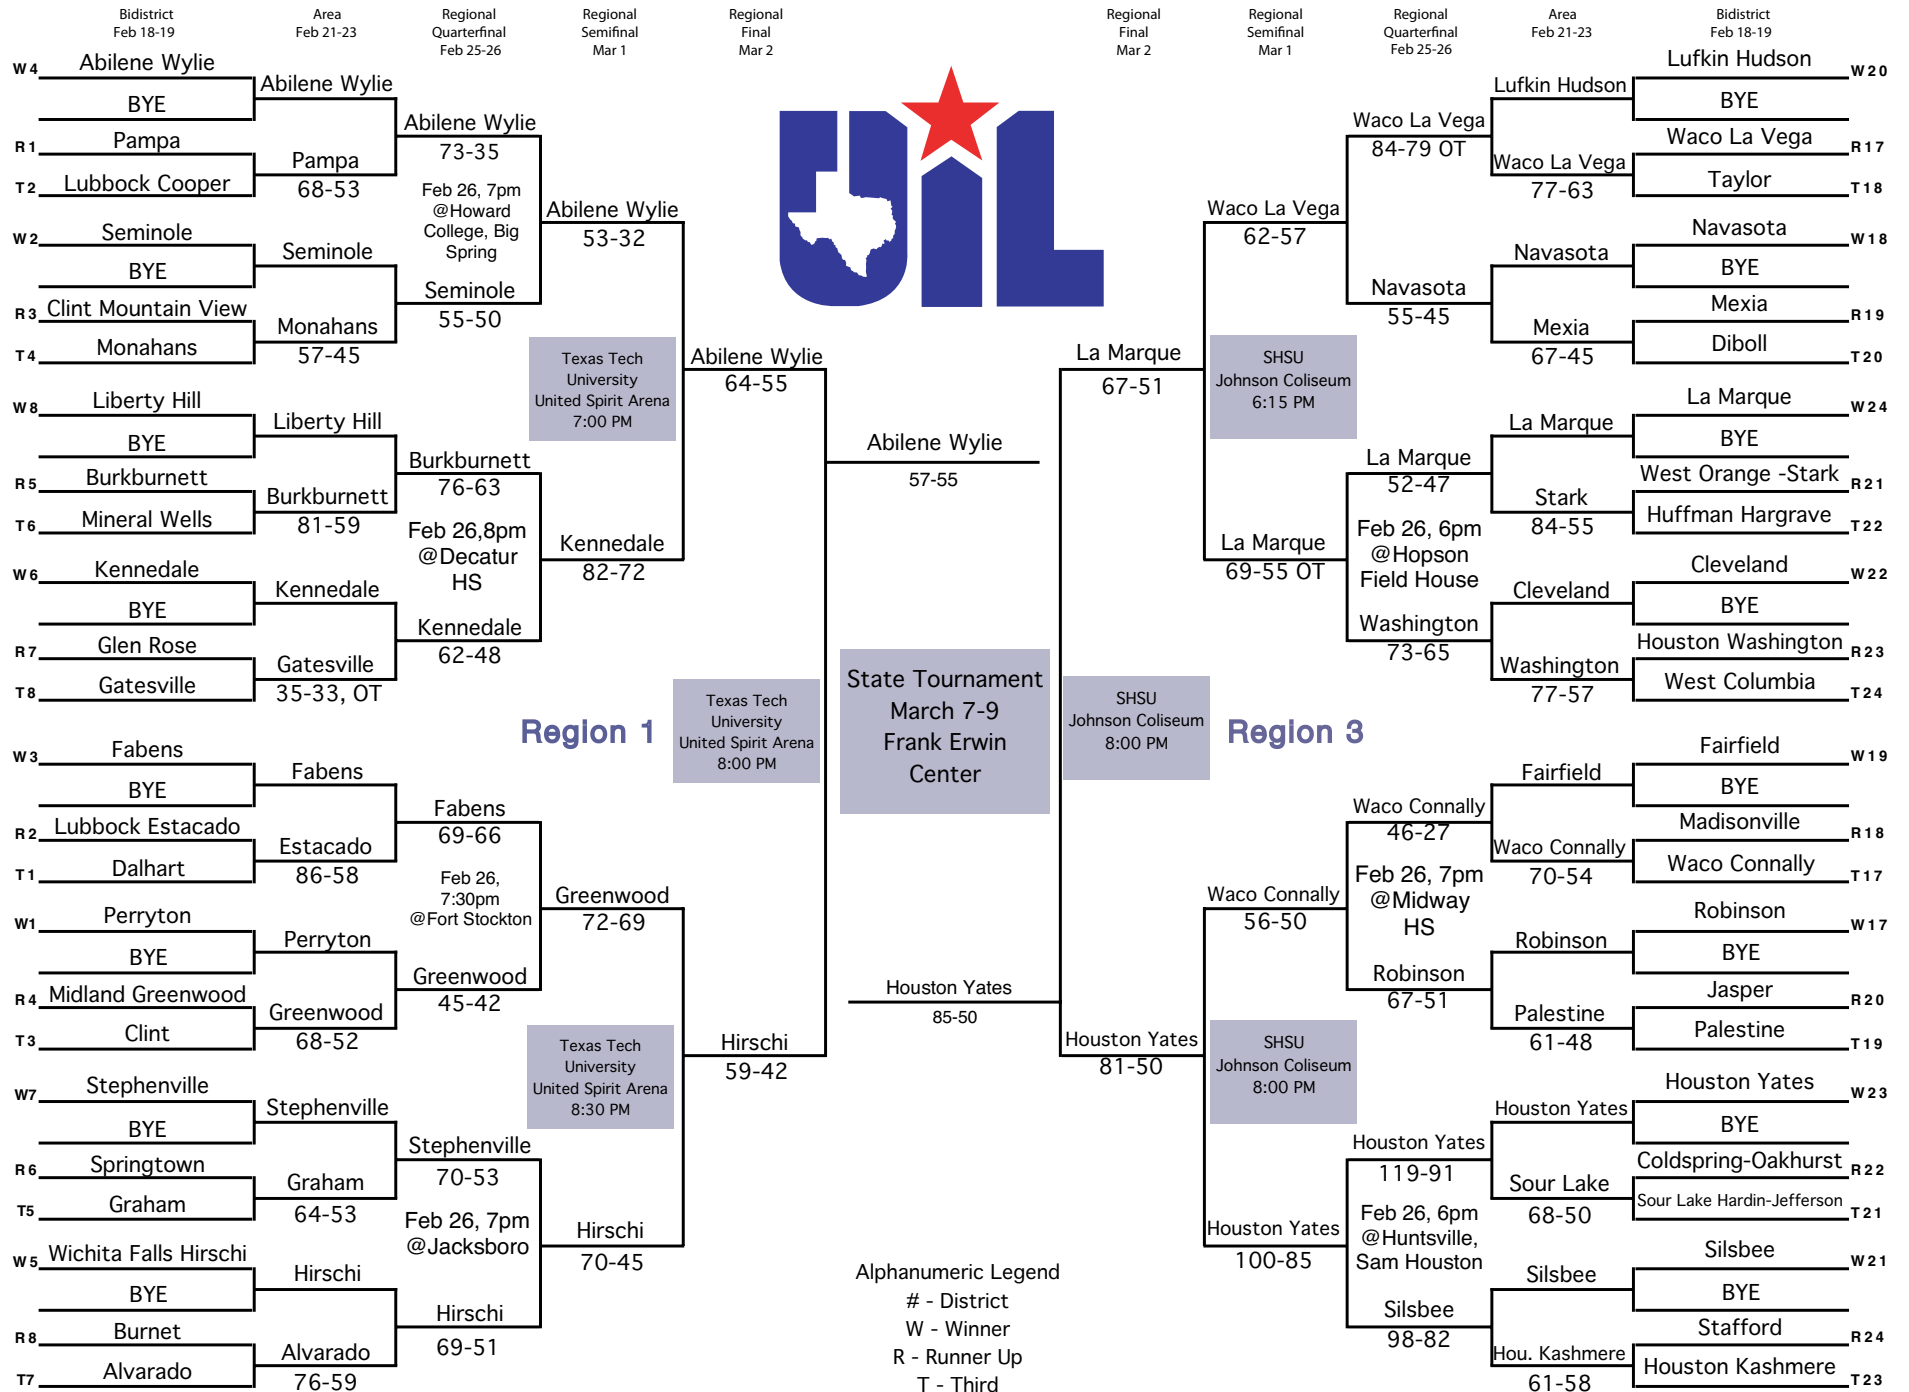 Bidistrict
Feb 18-19
Area
Feb 21-23
Regional
Quarterfinal
Feb 25-26
Regional
Semifinal
Mar 1
Regional
Final
Mar 2
Regional
Final
Mar 2
Regional
Semifinal
Mar 1
Regional
Quarterfinal
Feb 25-26
Area
Feb 21-23
Bidistrict
Feb 18-19
W4
Abilene Wylie
BYE
R1
Pampa
T2
Lubbock Cooper
W2
Seminole
BYE
R3
Clint Mountain View
T4
Monahans
W8
Liberty Hill
BYE
R5
Burkburnett
T6
Mineral Wells
W6
Kennedale
BYE
R7
Glen Rose
T8
Gatesville
W3
Fabens
BYE
R2
Lubbock Estacado
T1
Dalhart
W1
Perryton
BYE
R4
Midland Greenwood
T3
Clint
W7
Stephenville
BYE
R6
Springtown
T5
Graham
W5
Wichita Falls Hirschi
BYE
R8
Burnet
T7
Alvarado
Abilene Wylie
Pampa
68-53
Seminole
Monahans
57-45
Liberty Hill
Burkburnett
81-59
Kennedale
Gatesville
35-33, OT
Fabens
Estacado
86-58
Perryton
Greenwood
68-52
Stephenville
Graham
64-53
Hirschi
Alvarado
76-59
Abilene Wylie
73-35
Feb 26, 7pm
@Howard
College, Big
Spring
Seminole
55-50
Burkburnett
76-63
Feb 26,8pm
@Decatur
HS
Kennedale
62-48
Fabens
69-66
Feb 26,
7:30pm
@Fort Stockton
Greenwood
45-42
Stephenville
70-53
Feb 26, 7pm
@Jacksboro
Hirschi
69-51
Abilene Wylie
53-32
Texas Tech
University
United Spirit Arena
7:00 PM
Kennedale
82-72
Region 1
Greenwood
72-69
Texas Tech
University
United Spirit Arena
8:30 PM
Hirschi
70-45
Abilene Wylie
64-55
Texas Tech
University
United Spirit Arena
8:00 PM
Hirschi
59-42
UIL
Abilene Wylie
57-55
State Tournament
March 7-9
Frank Erwin
Center
Houston Yates
85-50
Alphanumeric Legend
# - District
W - Winner
R - Runner Up
T - Third
La Marque
67-51
SHSU
Johnson Coliseum
8:00 PM
Houston Yates
81-50
Waco La Vega
62-57
SHSU
Johnson Coliseum
6:15 PM
La Marque
69-55 OT
Region 3
Waco Connally
56-50
SHSU
Johnson Coliseum
8:00 PM
Houston Yates
100-85
Waco La Vega
84-79 OT
Navasota
55-45
La Marque
52-47
Feb 26, 6pm
@Hopson
Field House
Washington
73-65
Waco Connally
46-27
Feb 26, 7pm
@Midway
HS
Robinson
67-51
Houston Yates
119-91
Feb 26, 6pm
@Huntsville,
Sam Houston
Silsbee
98-82
Lufkin Hudson
Waco La Vega
77-63
Navasota
Mexia
67-45
La Marque
Stark
84-55
Cleveland
Washington
77-57
Fairfield
Waco Connally
70-54
Robinson
Palestine
61-48
Houston Yates
Sour Lake
68-50
Silsbee
Hou. Kashmere
61-58
Lufkin Hudson
W20
BYE
Waco La Vega
R17
Taylor
T18
Navasota
W18
BYE
Mexia
R19
Diboll
T20
La Marque
W24
BYE
West Orange -Stark
R21
Huffman Hargrave
T22
Cleveland
W22
BYE
Houston Washington
R23
West Columbia
T24
Fairfield
W19
BYE
Madisonville
R18
Waco Connally
T17
Robinson
W17
BYE
Jasper
R20
Palestine
T19
Houston Yates
W23
BYE
Coldspring-Oakhurst
R22
Sour Lake Hardin-Jefferson
T21
Silsbee
W21
BYE
Stafford
R24
Houston Kashmere
T23